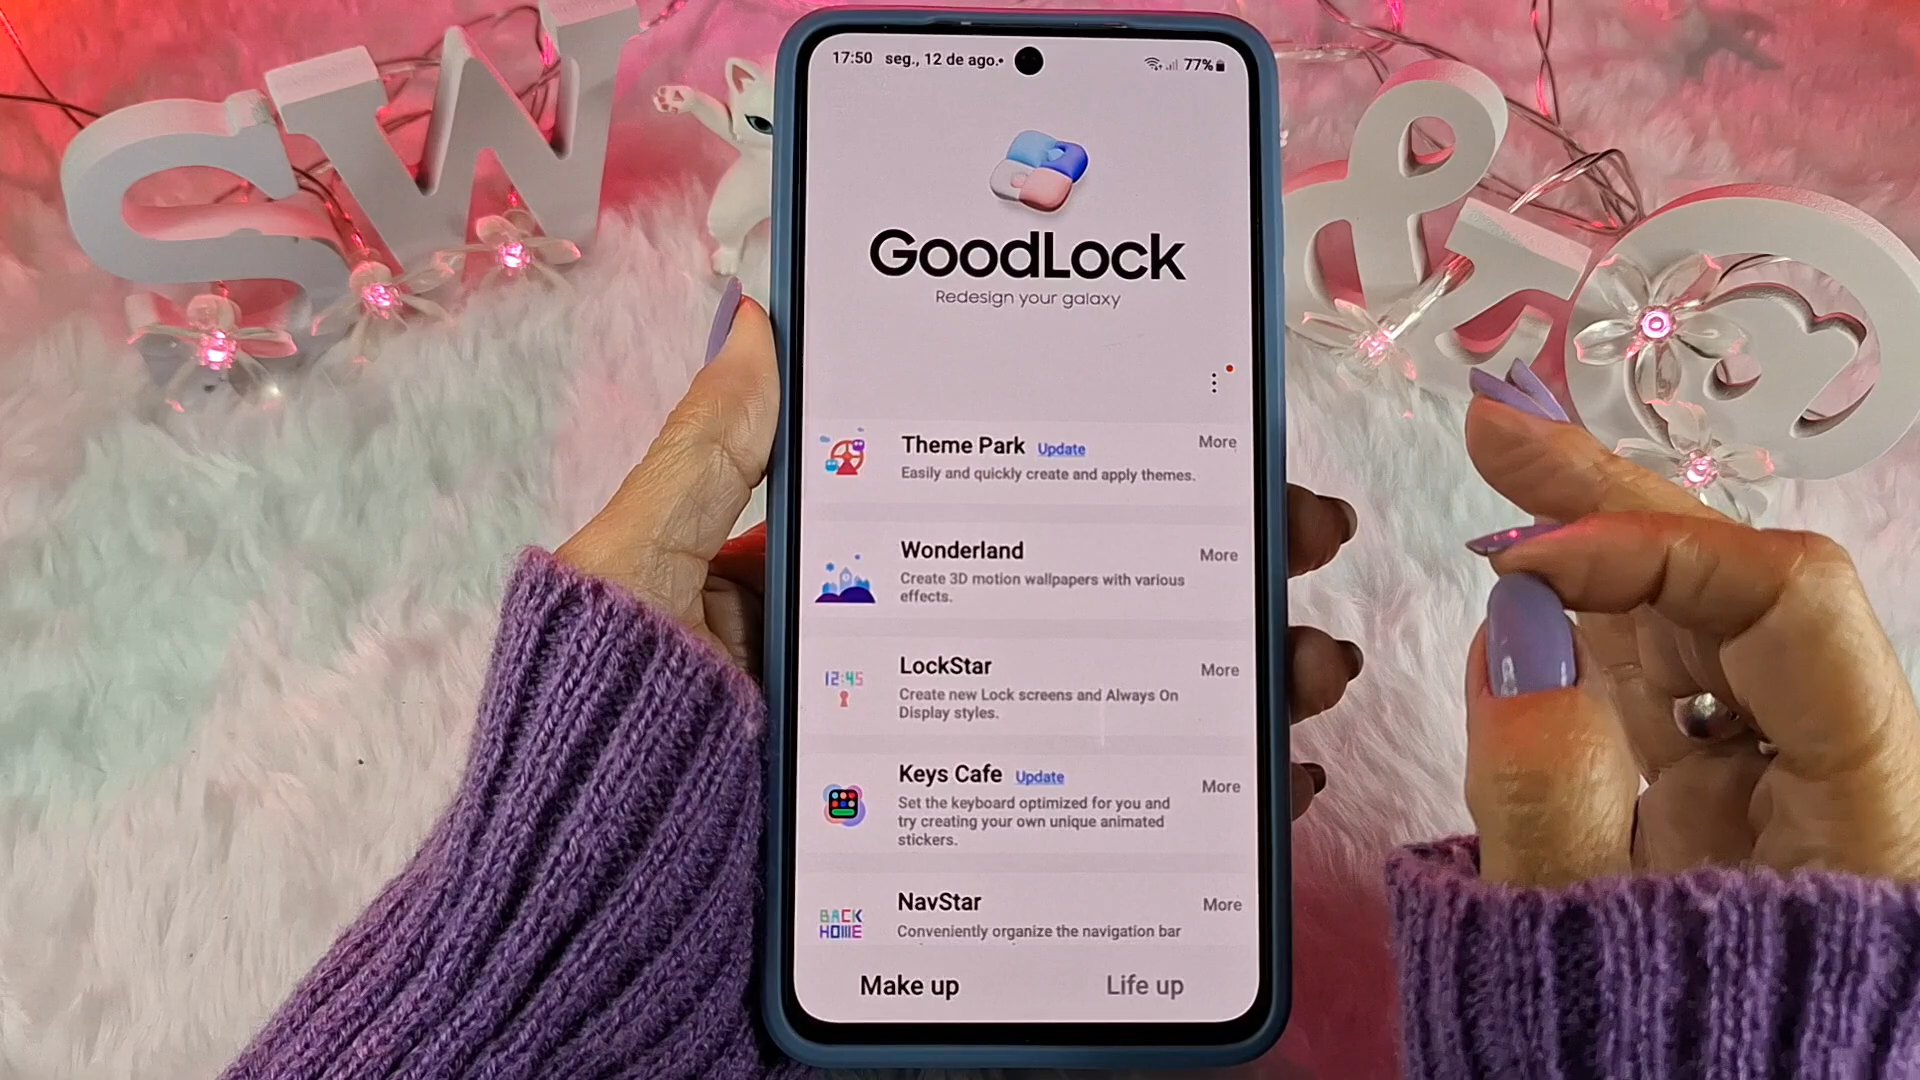 SW
&
17:50 seg., 12 de ago.• 77%
GoodLock
Redesign your galaxy
Theme Park Update
More
Easily and quickly create and apply themes.
Wonderland
More
Create 3D motion wallpapers with various
effects.
12:45
LockStar
More
Create new Lock screens and Always On
Display styles.
Keys Cafe Update
More
Set the keyboard optimized for you and
try creating your own unique animated
stickers.
BACK
HOME
NavStar
More
Conveniently organize the navigation bar
Make up
Life up